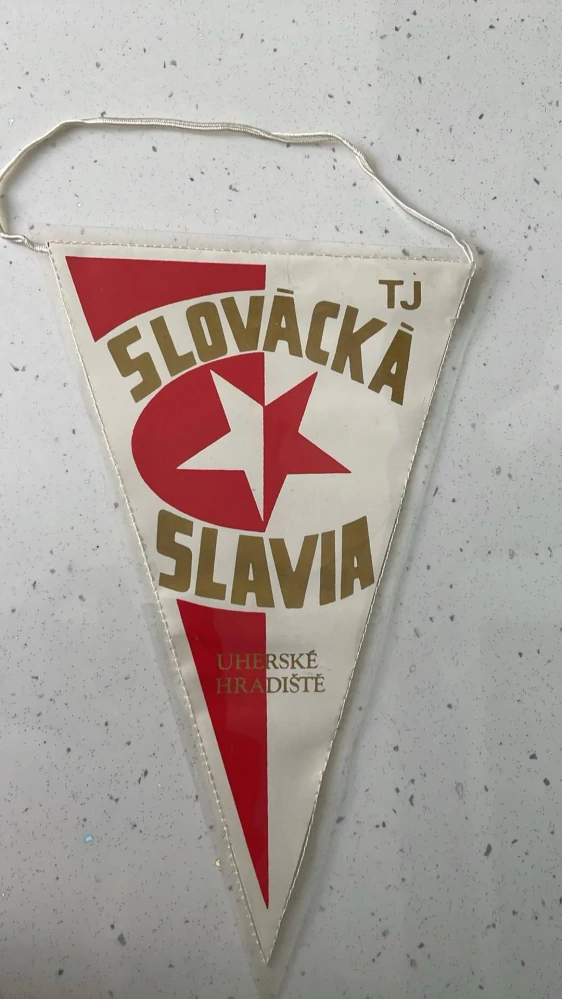 TJ
SLOVÁCKÁ
SLAVIA
UHERSKÉ
HRADIŠTĚ